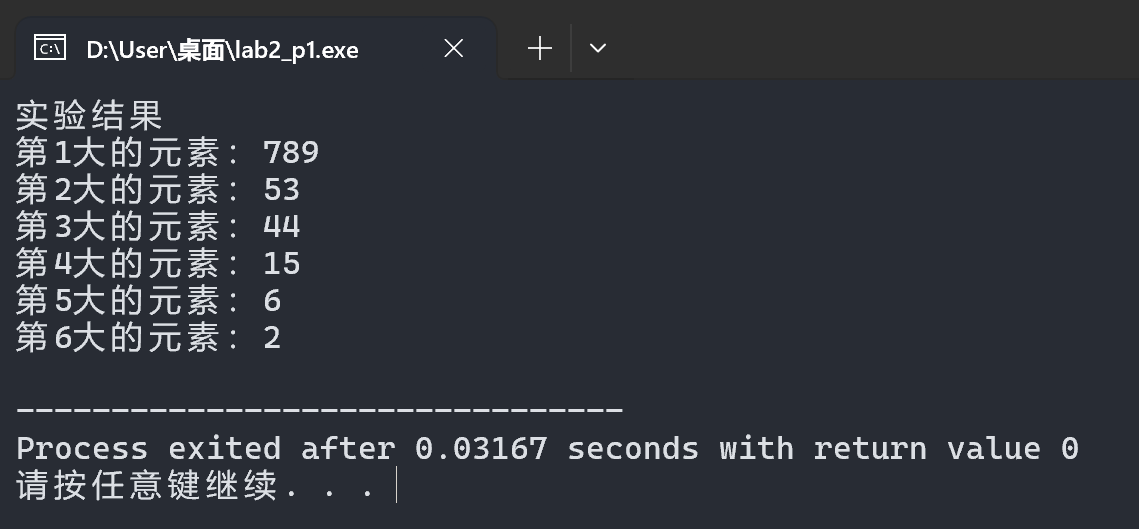 D:\User\桌面\lab2_p1.exe
实验结果
第1大的元素：789
第2大的元素：53
第3大的元素：44
第4大的元素：15
第5大的元素：6
第6大的元素：2
--------------------------------
Process exited after 0.03167 seconds with return value 0
请按任意键继续. . .